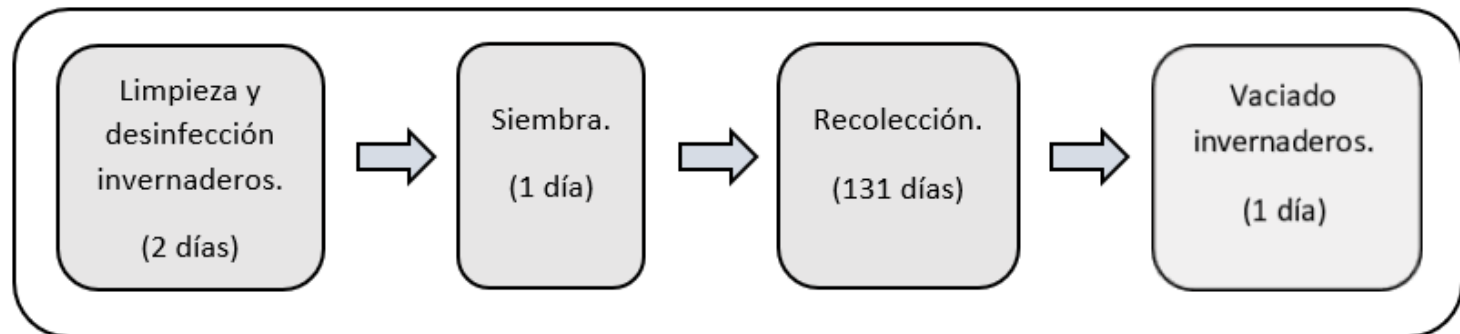 Limpieza y
desinfección
invernaderos.
(2 días)
Siembra.
(1 día)
Recolección.
(131 días)
Vaciado
invernaderos.
(1 día)